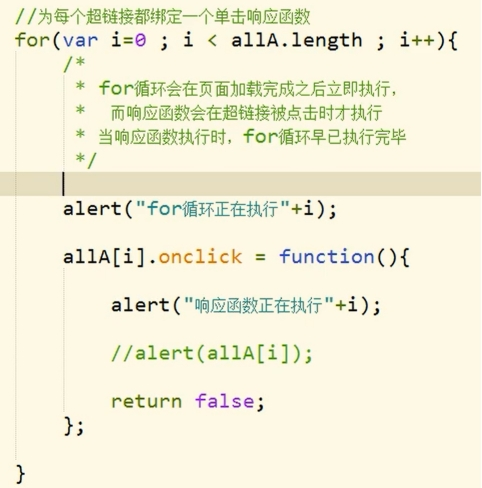 //为每个超链接都绑定一个单击响应函数
for(var i=0 ; i < allA.length ; i++){
/*
* for循环会在页面加载完成之后立即执行，
* 而响应函数会在超链接被点击时才执行
* 当响应函数执行时，for循环早已执行完毕
*/
alert("for循环正在执行"+i);
allA[i].onclick = function(){
alert("响应函数正在执行"+i);
//alert(allA[i]);
return false;
};
}